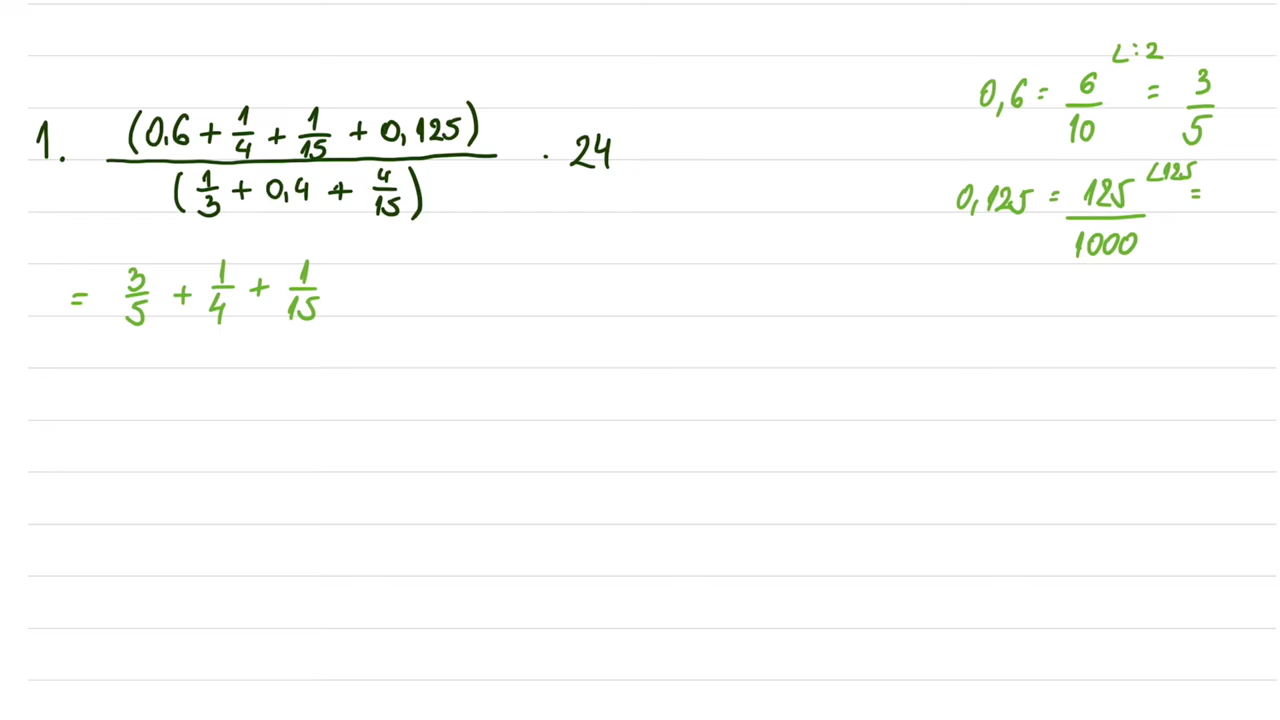 1. (0,6 + 1/4 + 1/15 + 0,125) / (1/3 + 0,4 + 4/15) · 24
= 3/5 + 1/4 + 1/15
0,6 = 6/10 L:2 = 3/5
0,125 = 125/1000 L125 =